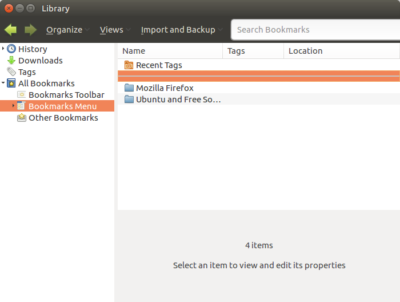 Library
Organize Views Import and Backup Search Bookmarks
History
Downloads
Tags
All Bookmarks
Bookmarks Toolbar
Bookmarks Menu
Other Bookmarks
Name Tags Location
Recent Tags
Mozilla Firefox
Ubuntu and Free So...
4 items
Select an item to view and edit its properties